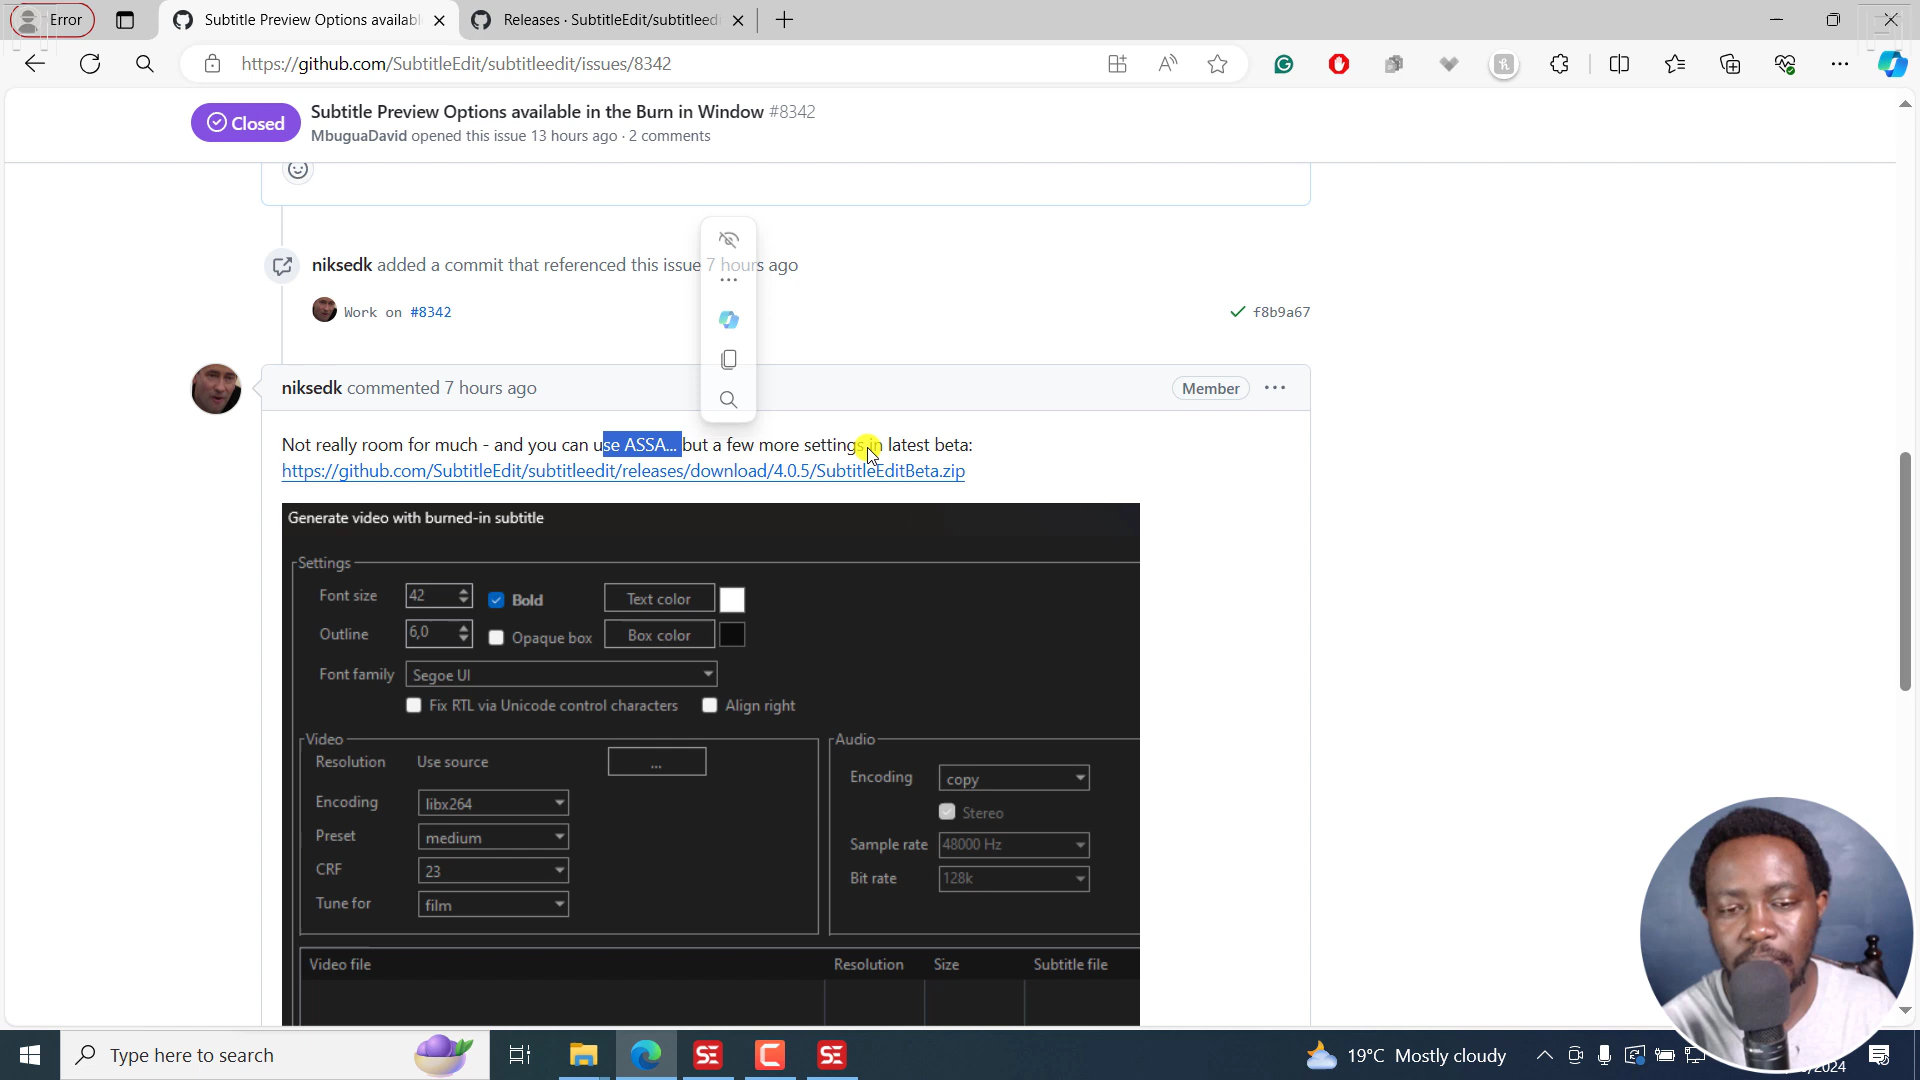 Error
Subtitle Preview Options availabl
Releases · SubtitleEdit/subtitleedi
https://github.com/SubtitleEdit/subtitleedit/issues/8342
Closed
Subtitle Preview Options available in the Burn in Window #8342
MbuguaDavid opened this issue 13 hours ago · 2 comments
niksedk added a commit that referenced this issue 7 hours ago
Work on #8342
f8b9a67
niksedk commented 7 hours ago
Member
Not really room for much - and you can use ASSA... but a few more settings in latest beta:
https://github.com/SubtitleEdit/subtitleedit/releases/download/4.0.5/SubtitleEditBeta.zip
Generate video with burned-in subtitle
Settings
Font size 42 Bold Text color
Outline 6,0 Opaque box Box color
Font family Segoe UI
Fix RTL via Unicode control characters Align right
Video
Resolution Use source ...
Encoding libx264
Preset medium
CRF 23
Tune for film
Audio
Encoding copy
Stereo
Sample rate 48000 Hz
Bit rate 128k
Video file Resolution Size Subtitle file
Type here to search
SE
SE
19°C Mostly cloudy
/2024